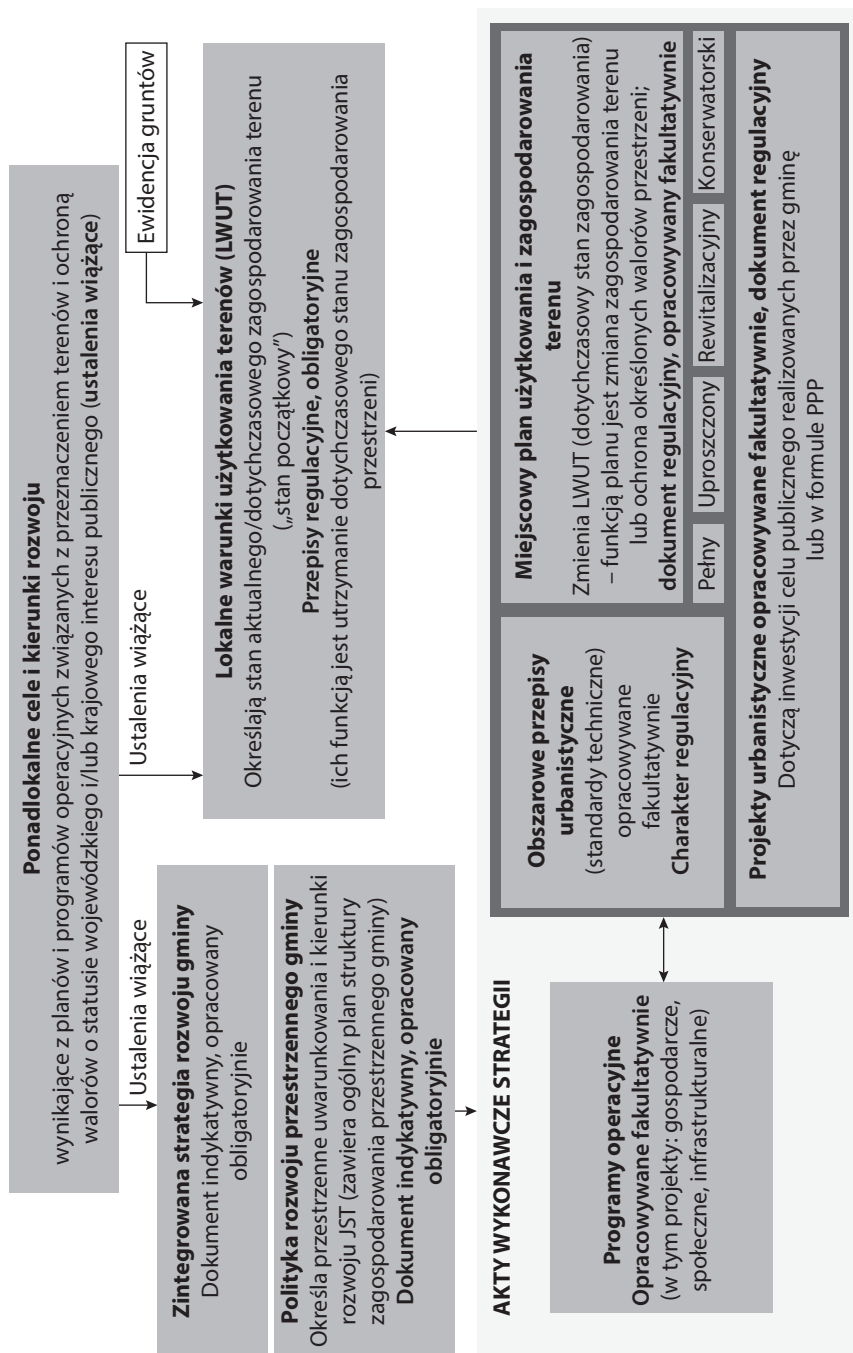 Ponadlokalne cele i kierunki rozwoju
wynikające z planów i programów operacyjnych związanych z przeznaczeniem terenów i ochroną
walorów o statusie wojewódzkiego i/lub krajowego interesu publicznego (ustalenia wiążące)
Ustalenia wiążące
Ustalenia wiążące
Ewidencja gruntów
Zintegrowana strategia rozwoju gminy
Dokument indykatywny, opracowany
obligatoryjnie
Polityka rozwoju przestrzennego gminy
Określa przestrzenne uwarunkowania i kierunki
rozwoju JST (zawiera ogólny plan struktury
zagospodarowania przestrzennego gminy)
Dokument indykatywny, opracowany
obligatoryjnie
Lokalne warunki użytkowania terenów (LWUT)
Określają stan aktualnego/dotychczasowego zagospodarowania terenu
(„stan początkowy”)
Przepisy regulacyjne, obligatoryjne
(ich funkcją jest utrzymanie dotychczasowego stanu zagospodarowania
przestrzeni)
AKTY WYKONAWCZE STRATEGII
Programy operacyjne
Opracowywane fakultatywnie
(w tym projekty: gospodarcze,
społeczne, infrastrukturalne)
Obszarowe przepisy
urbanistyczne
(standardy techniczne)
opracowywane
fakultatywnie
Charakter regulacyjny
Miejscowy plan użytkowania i zagospodarowania
terenu
Zmienia LWUT (dotychczasowy stan zagospodarowania)
– funkcją planu jest zmiana zagospodarowania terenu
lub ochrona określonych walorów przestrzeni;
dokument regulacyjny, opracowywany fakultatywnie
Pełny
Uproszczony
Rewitalizacyjny
Konserwatorski
Projekty urbanistyczne opracowywane fakultatywnie, dokument regulacyjny
Dotyczą inwestycji celu publicznego realizowanych przez gminę
lub w formule PPP